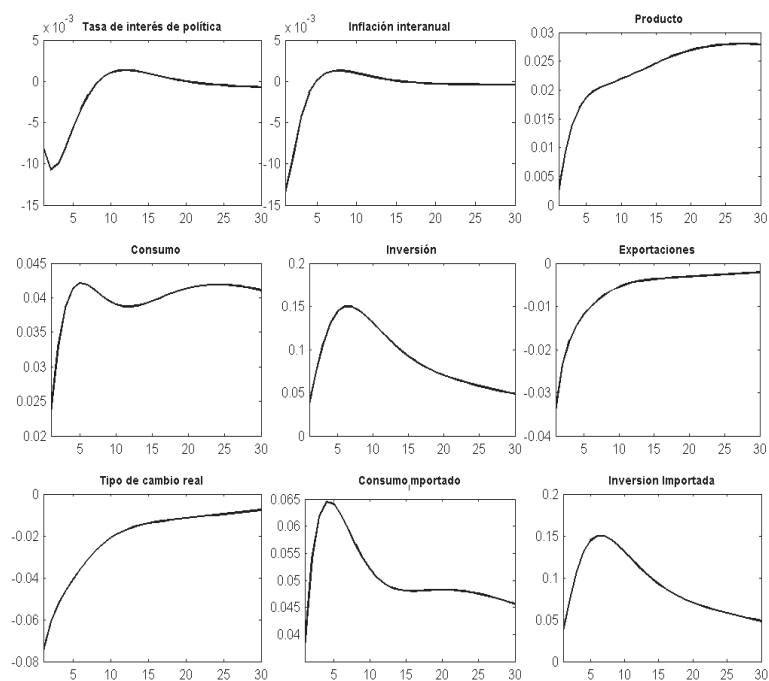 Tasa de interés de política
x 10⁻³
5
0
-5
-10
-15
5 10 15 20 25 30
Inflación interanual
x 10⁻³
5
0
-5
-10
-15
5 10 15 20 25 30
Producto
0.03
0.025
0.02
0.015
0.01
0.005
0
5 10 15 20 25 30
Consumo
0.045
0.04
0.035
0.03
0.025
0.02
5 10 15 20 25 30
Inversión
0.2
0.15
0.1
0.05
0
5 10 15 20 25 30
Exportaciones
0
-0.01
-0.02
-0.03
-0.04
5 10 15 20 25 30
Tipo de cambio real
0
-0.02
-0.04
-0.06
-0.08
5 10 15 20 25 30
Consumo mportado
0.065
0.06
0.055
0.05
0.045
0.04
5 10 15 20 25 30
Inversion Importada
0.2
0.15
0.1
0.05
0
5 10 15 20 25 30